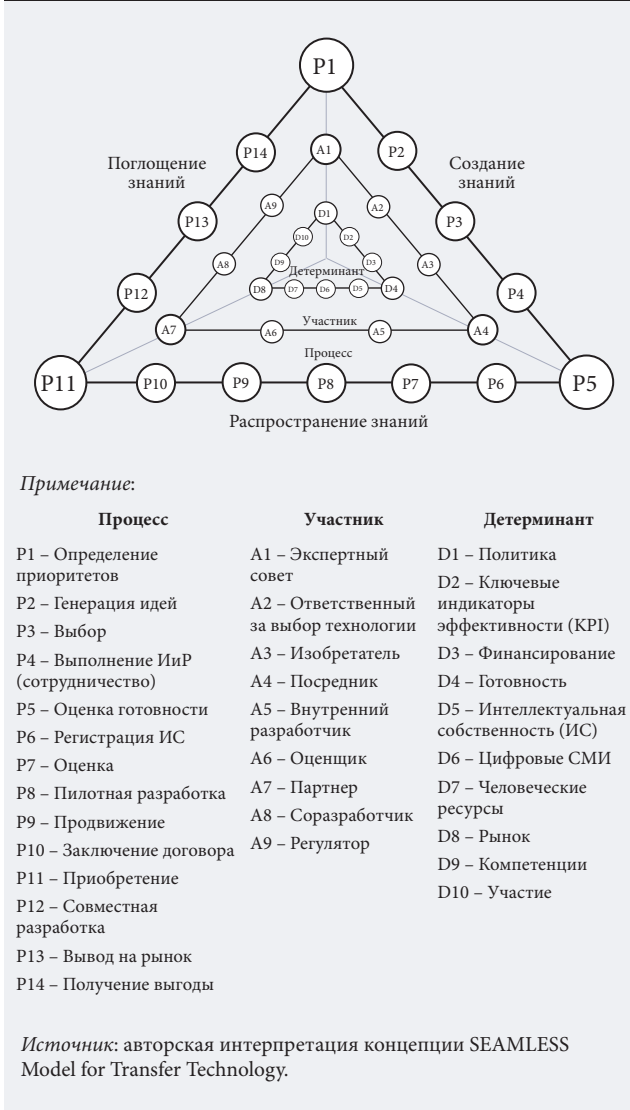 P1
P14
P2
A1
Поглощение
знаний
Создание
знаний
A9
A2
D1
P13
P3
D10
D2
A8
D9
D3
A3
Детерминант
D8
D7
D6
D5
D4
P12
P4
Участник
A7
A6
A5
A4
Процесс
P11
P10
P9
P8
P7
P6
P5
Распространение знаний
Примечание:
Процесс
P1 – Определение
приоритетов
P2 – Генерация идей
P3 – Выбор
P4 – Выполнение ИиР
(сотрудничество)
P5 – Оценка готовности
P6 – Регистрация ИС
P7 – Оценка
P8 – Пилотная разработка
P9 – Продвижение
P10 – Заключение договора
P11 – Приобретение
P12 – Совместная
разработка
P13 – Вывод на рынок
P14 – Получение выгоды
Участник
A1 – Экспертный
совет
A2 – Ответственный
за выбор технологии
A3 – Изобретатель
A4 – Посредник
A5 – Внутренний
разработчик
A6 – Оценщик
A7 – Партнер
A8 – Соразработчик
A9 – Регулятор
Детерминант
D1 – Политика
D2 – Ключевые
индикаторы
эффективности (KPI)
D3 – Финансирование
D4 – Готовность
D5 – Интеллектуальная
собственность (ИС)
D6 – Цифровые СМИ
D7 – Человеческие
ресурсы
D8 – Рынок
D9 – Компетенции
D10 – Участие
Источник: авторская интерпретация концепции SEAMLESS
Model for Transfer Technology.